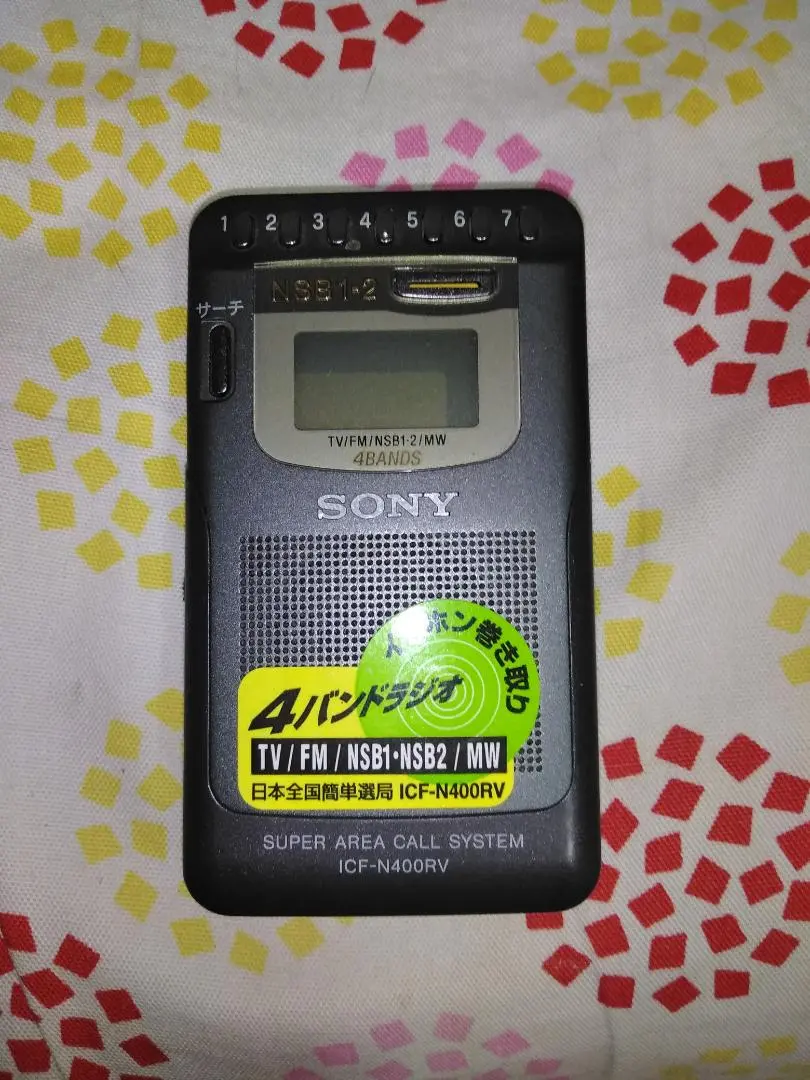 1 2 3 4 5 6 7
NSB1-2
サーチ
TV/FM/NSB1·2/MW
4BANDS
SONY
イヤホン巻き取り
4バンドラジオ
TV / FM / NSB1•NSB2 / MW
日本全国簡単選局 ICF-N400RV
SUPER AREA CALL SYSTEM
ICF-N400RV